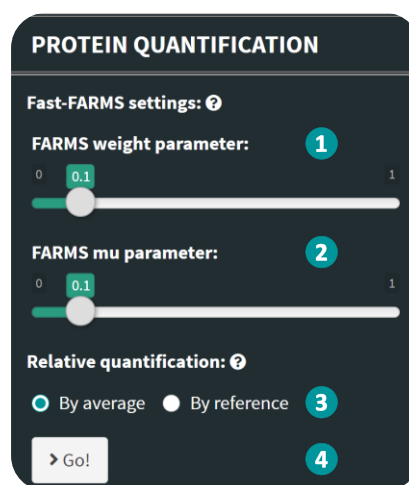 PROTEIN QUANTIFICATION
Fast-FARMS settings: ?
FARMS weight parameter: 1
0 0.1 1
FARMS mu parameter: 2
0 0.1 1
Relative quantification: ?
By average By reference 3
> Go! 4